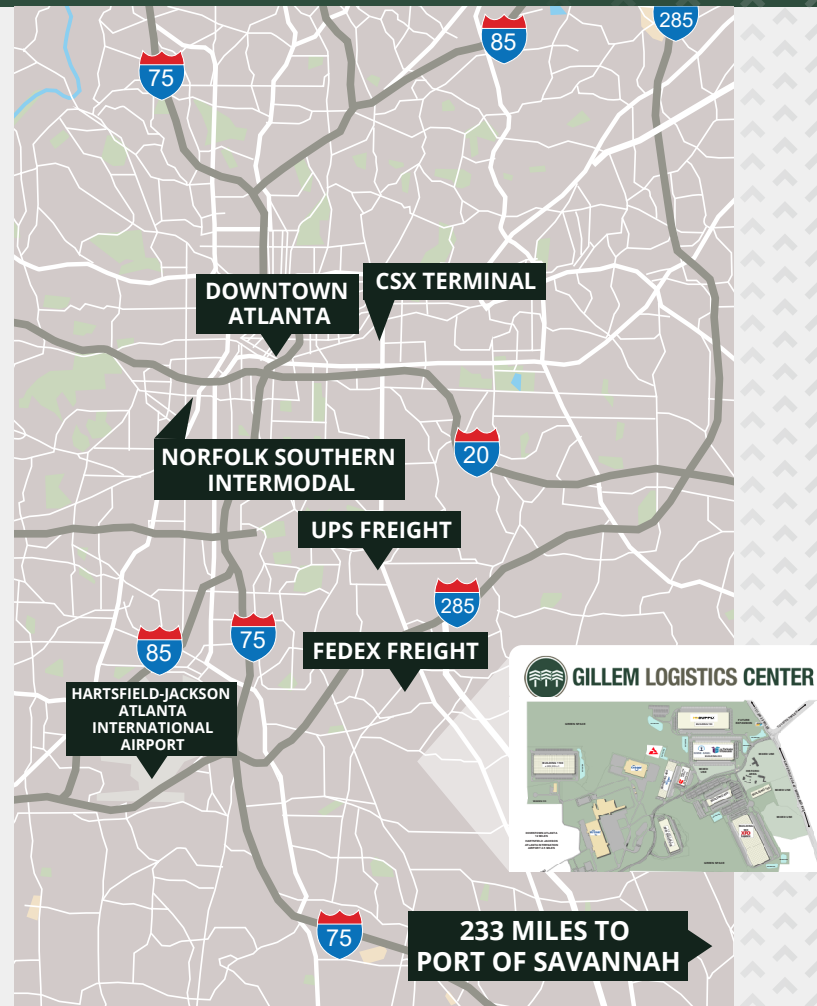 285
85
75
DOWNTOWN
ATLANTA
CSX TERMINAL
NORFOLK SOUTHERN
INTERMODAL
20
UPS FREIGHT
285
75
85
FEDEX FREIGHT
HARTSFIELD-JACKSON
ATLANTA
INTERNATIONAL
AIRPORT
GILLEM LOGISTICS CENTER
75
233 MILES TO
PORT OF SAVANNAH